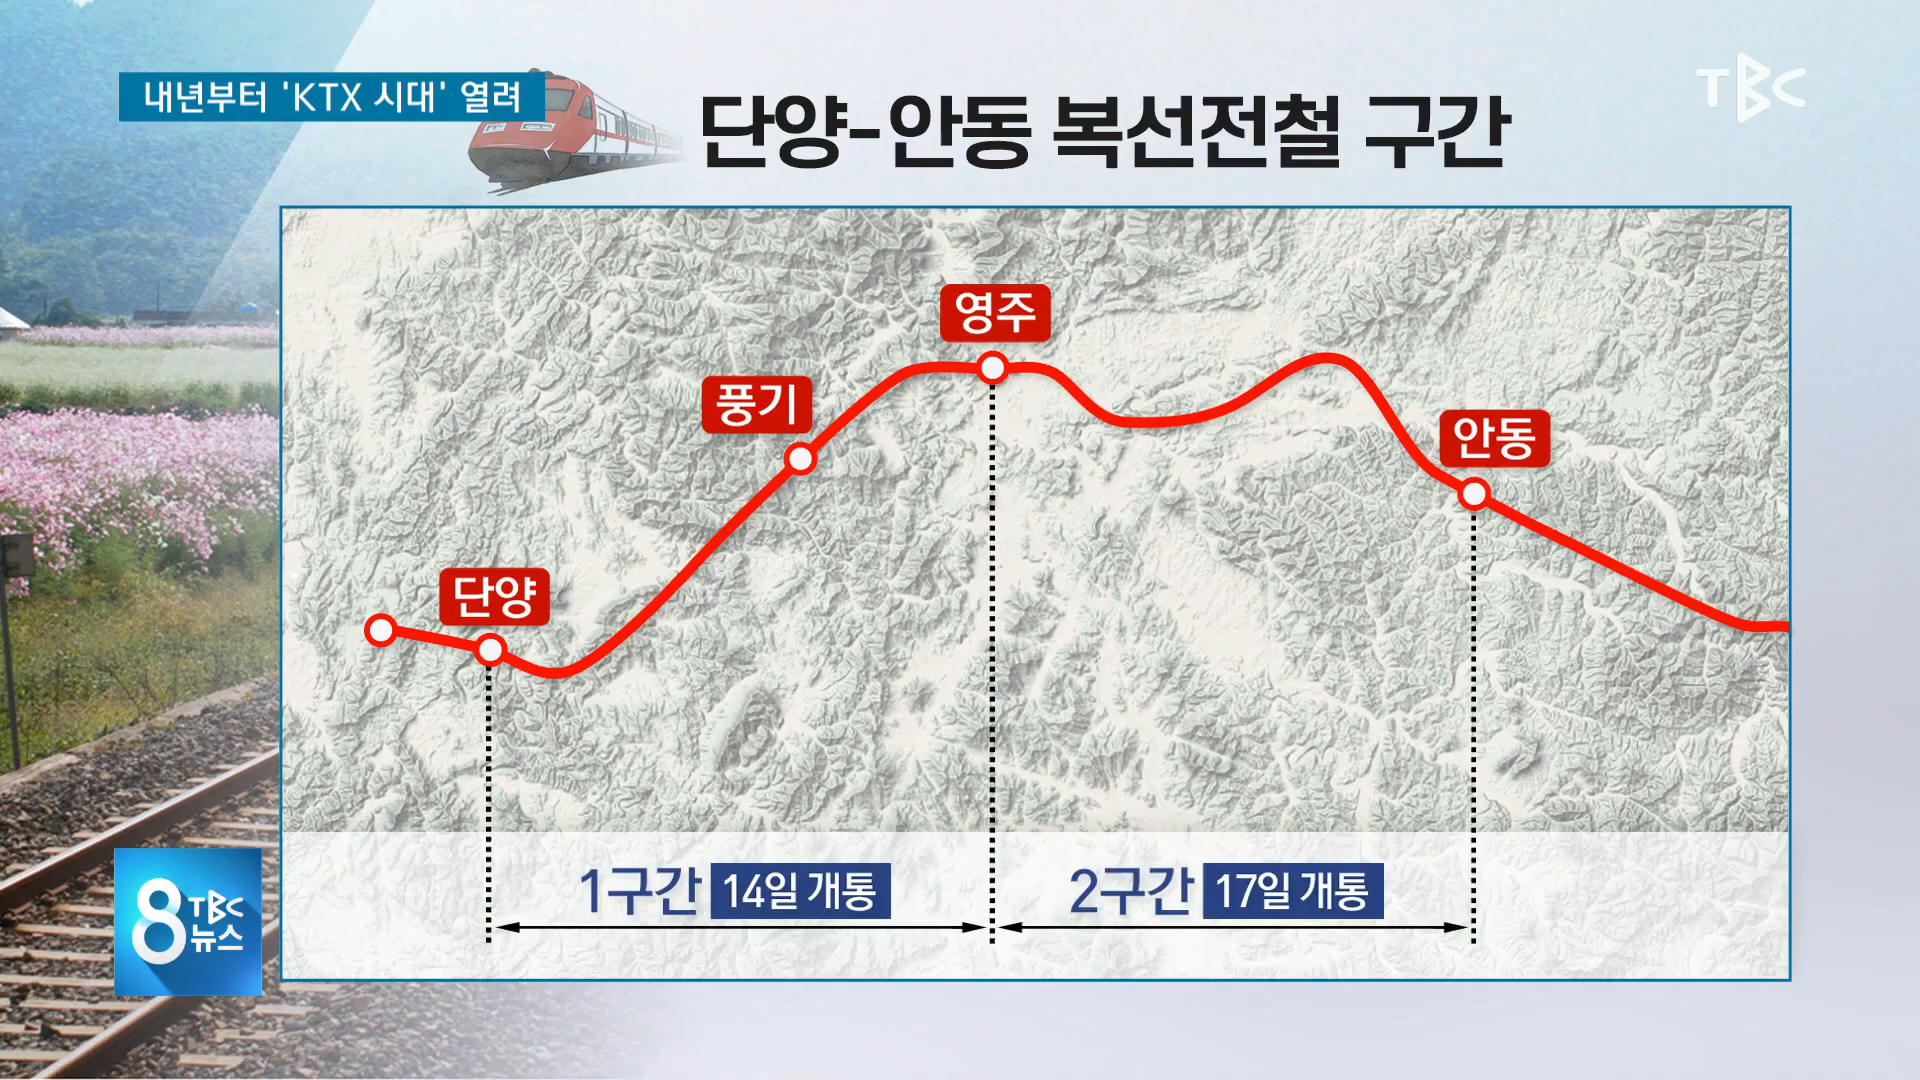 내년부터 'KTX 시대' 열려
TBC
단양-안동 복선전철 구간
영주
풍기
안동
단양
1구간 14일 개통
2구간 17일 개통
8 TBC 뉴스